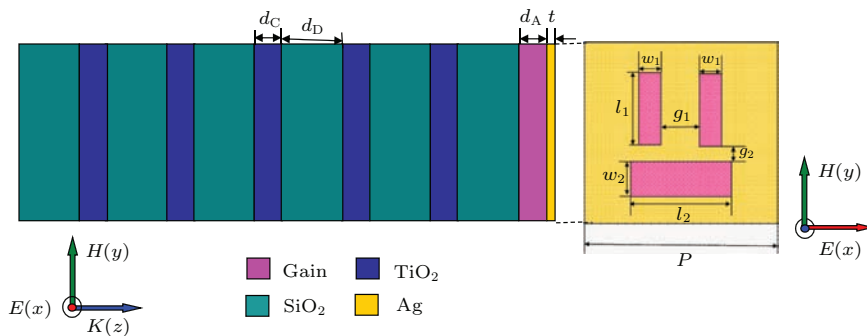 d_C d_D d_A t
w_1 w_1
l_1 g_1
g_2
w_2
l_2
P
H(y)
E(x)
H(y)
E(x)
K(z)
Gain TiO_2
SiO_2 Ag